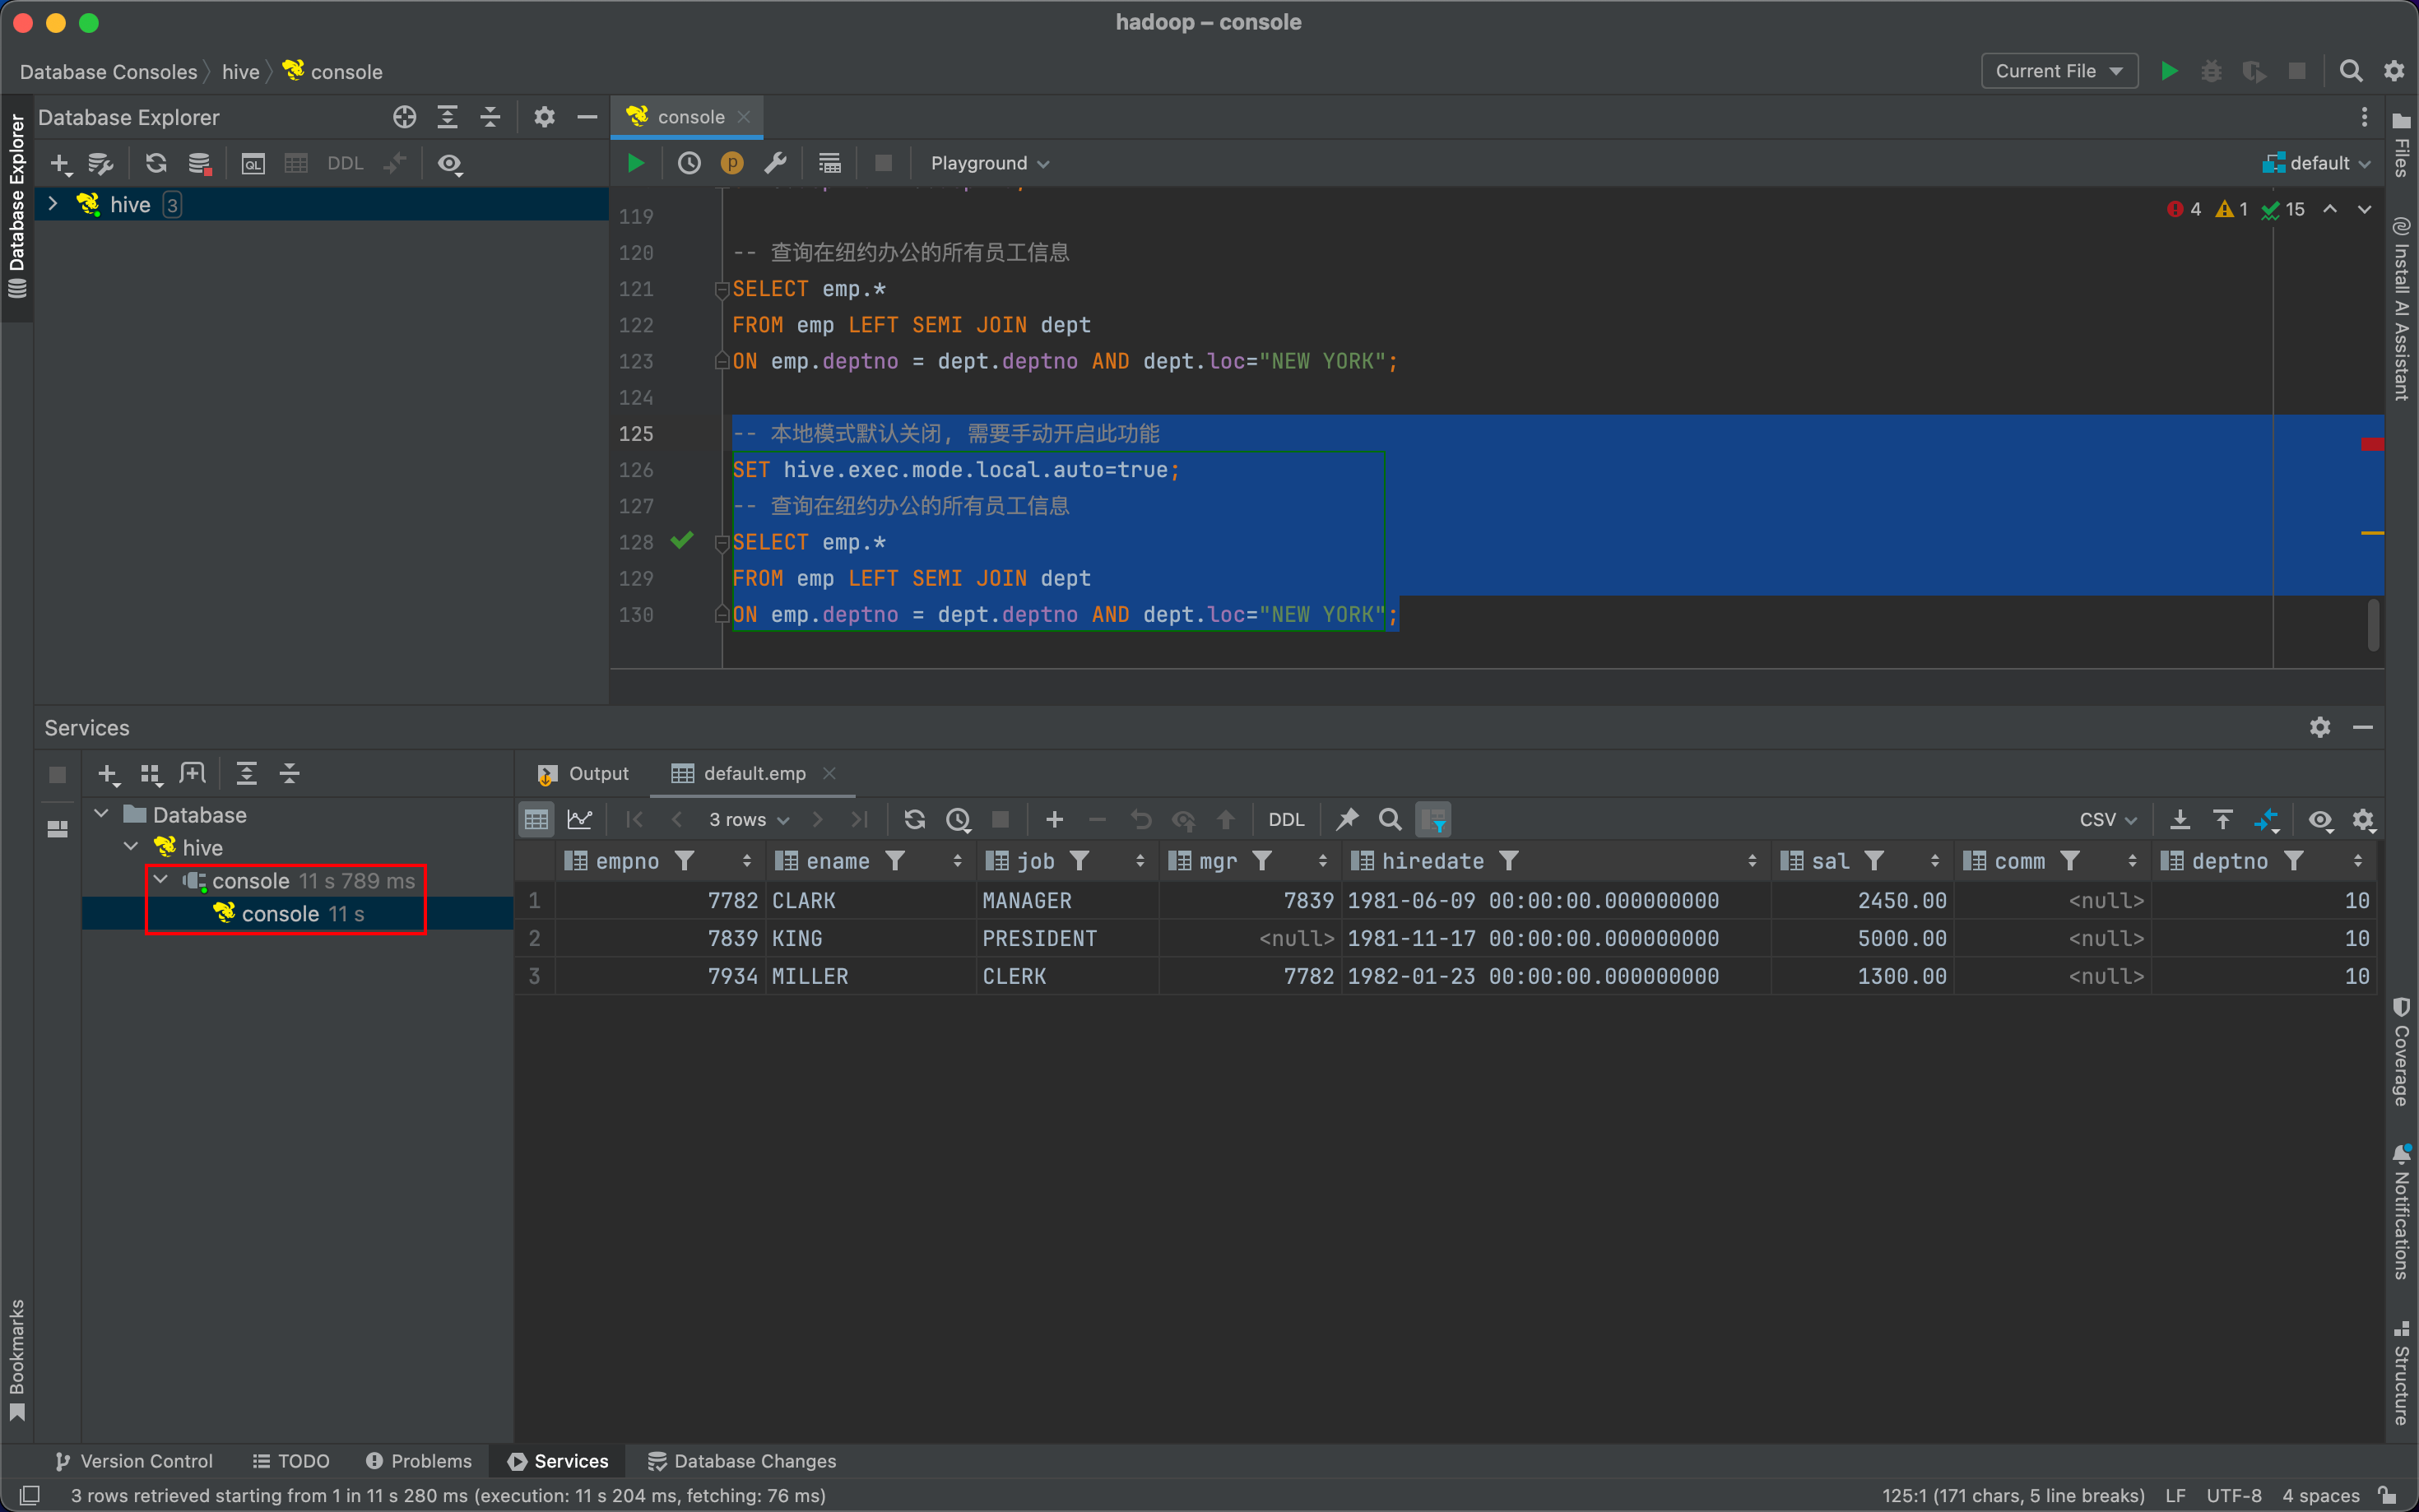 hadoop – console
Database Consoles hive console
Current File
Database Explorer
Database Explorer
console
DDL
Playground
default
hive 3
4 1 15
119
120 -- 查询在纽约办公的所有员工信息
121 SELECT emp.*
122 FROM emp LEFT SEMI JOIN dept
123 ON emp.deptno = dept.deptno AND dept.loc="NEW YORK";
124
125 -- 本地模式默认关闭, 需要手动开启此功能
126 SET hive.exec.mode.local.auto=true;
127 -- 查询在纽约办公的所有员工信息
128 SELECT emp.*
129 FROM emp LEFT SEMI JOIN dept
130 ON emp.deptno = dept.deptno AND dept.loc="NEW YORK";
Files
Install AI Assistant
Services
Output default.emp
Database
hive
console 11 s 789 ms
console 11 s
3 rows DDL CSV
empno ename job mgr hiredate sal comm deptno
1 7782 CLARK MANAGER 7839 1981-06-09 00:00:00.000000000 2450.00 <null> 10
2 7839 KING PRESIDENT <null> 1981-11-17 00:00:00.000000000 5000.00 <null> 10
3 7934 MILLER CLERK 7782 1982-01-23 00:00:00.000000000 1300.00 <null> 10
Coverage
Notifications
Structure
Bookmarks
Version Control TODO Problems Services Database Changes
3 rows retrieved starting from 1 in 11 s 280 ms (execution: 11 s 204 ms, fetching: 76 ms)
125:1 (171 chars, 5 line breaks) LF UTF-8 4 spaces